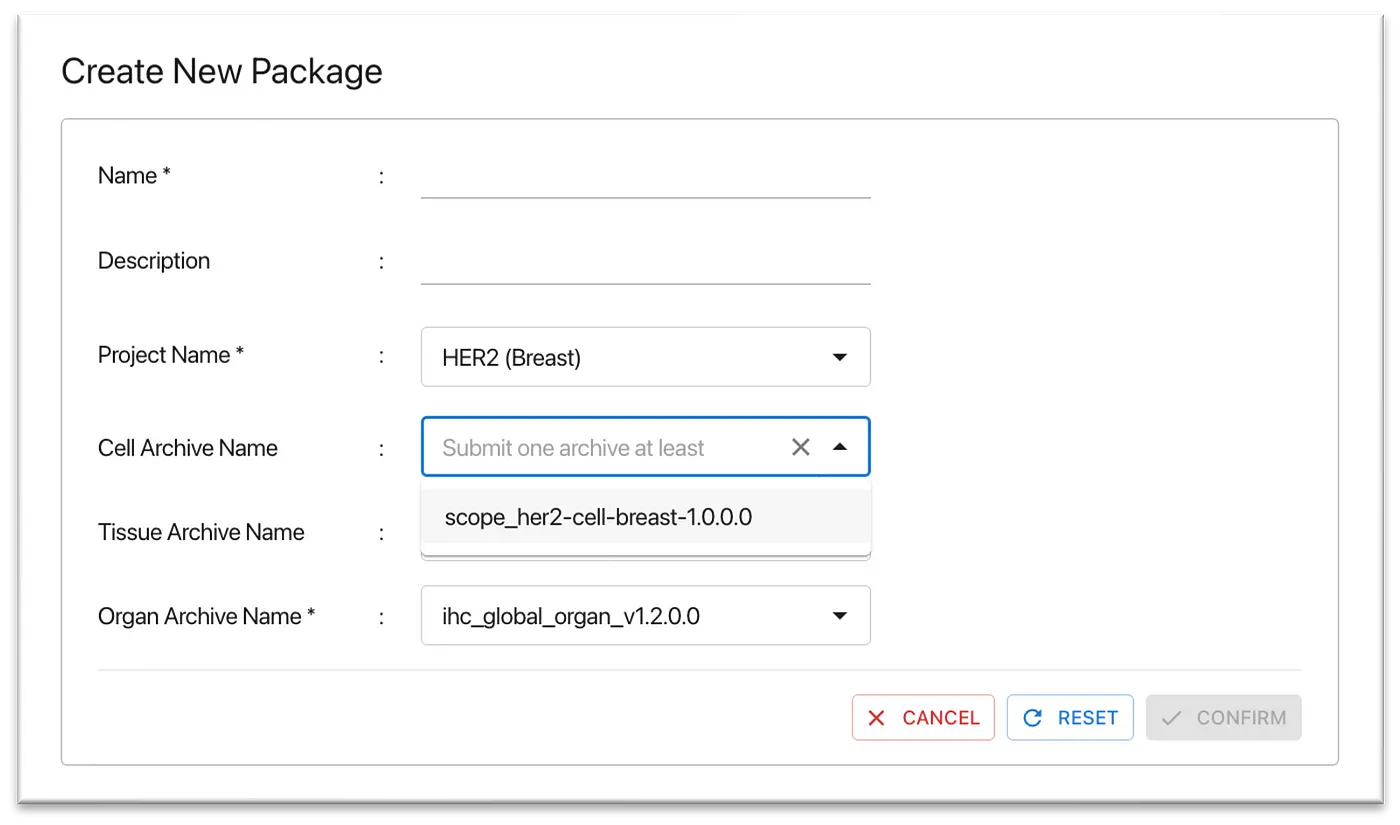 Create New Package
Name * :
Description :
Project Name * : HER2 (Breast)
Cell Archive Name : Submit one archive at least
scope_her2-cell-breast-1.0.0.0
Tissue Archive Name :
Organ Archive Name * : ihc_global_organ_v1.2.0.0
CANCEL RESET CONFIRM